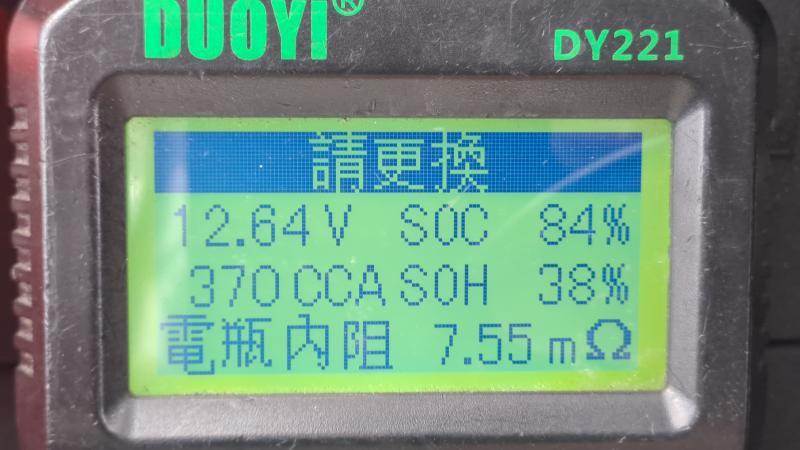 DUOYI®
DY221
請更換
12.64V SOC 84%
370CCA SOH 38%
電瓶內阻 7.55mΩ